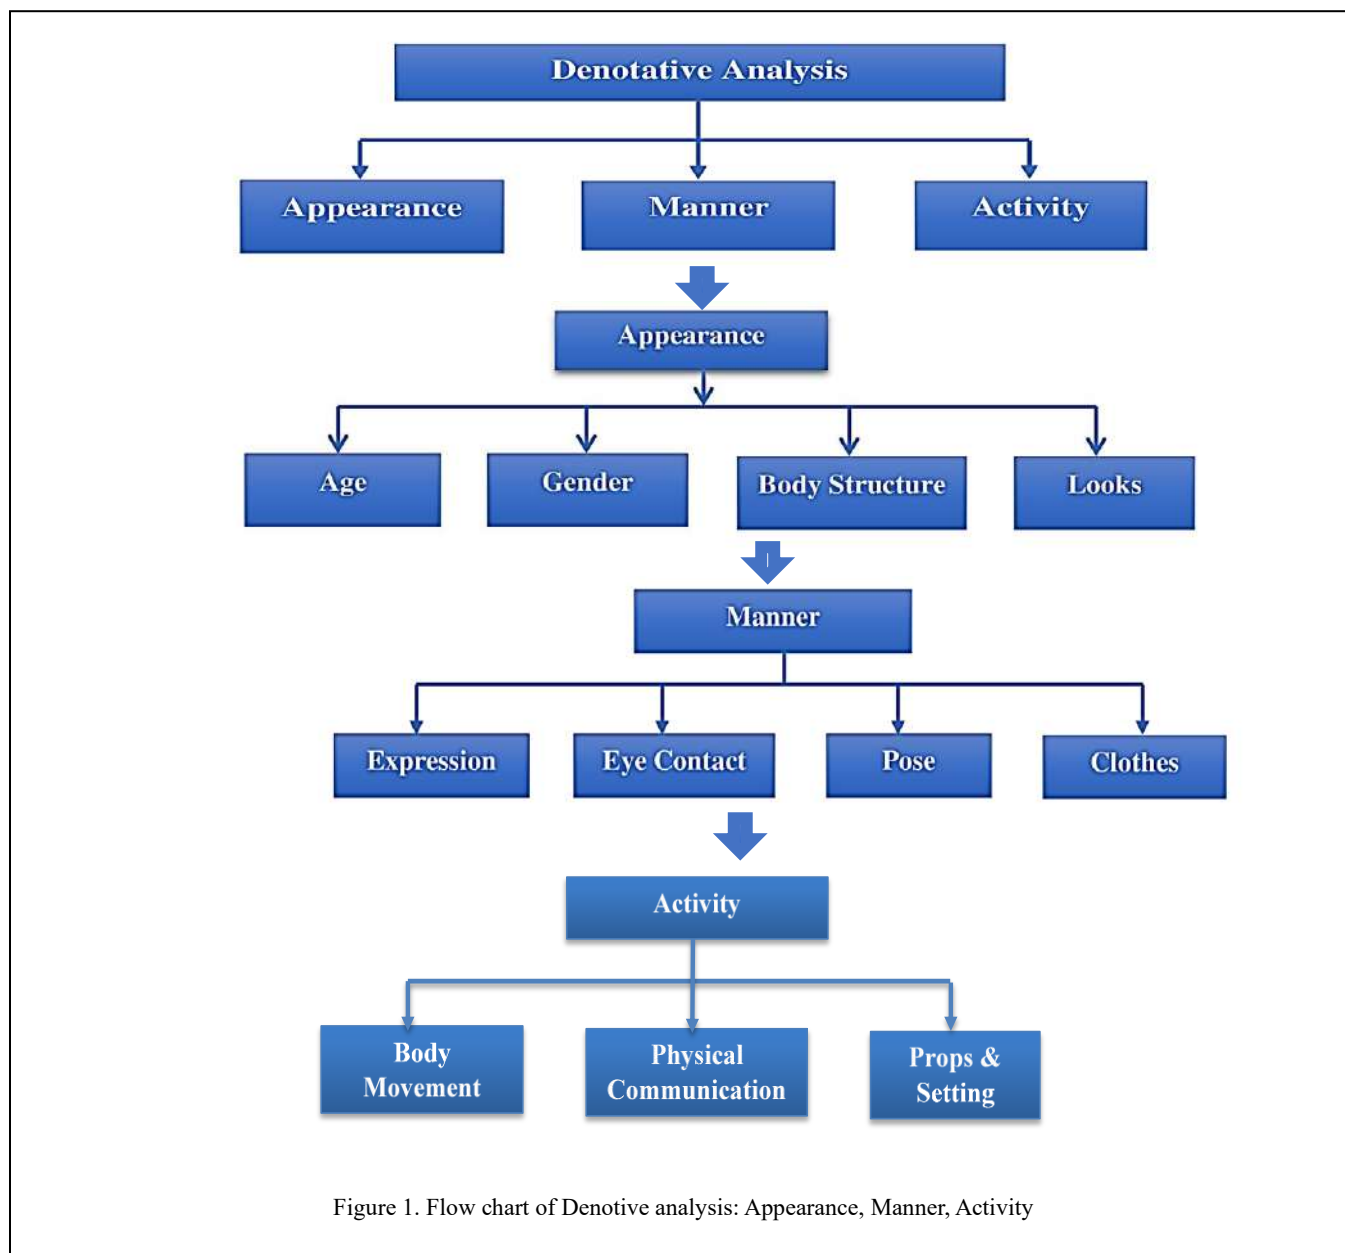 Denotative Analysis
Appearance
Manner
Activity
Appearance
Age
Gender
Body Structure
Looks
Manner
Expression
Eye Contact
Pose
Clothes
Activity
Body
Movement
Physical
Communication
Props &
Setting
Figure 1. Flow chart of Denotive analysis: Appearance, Manner, Activity